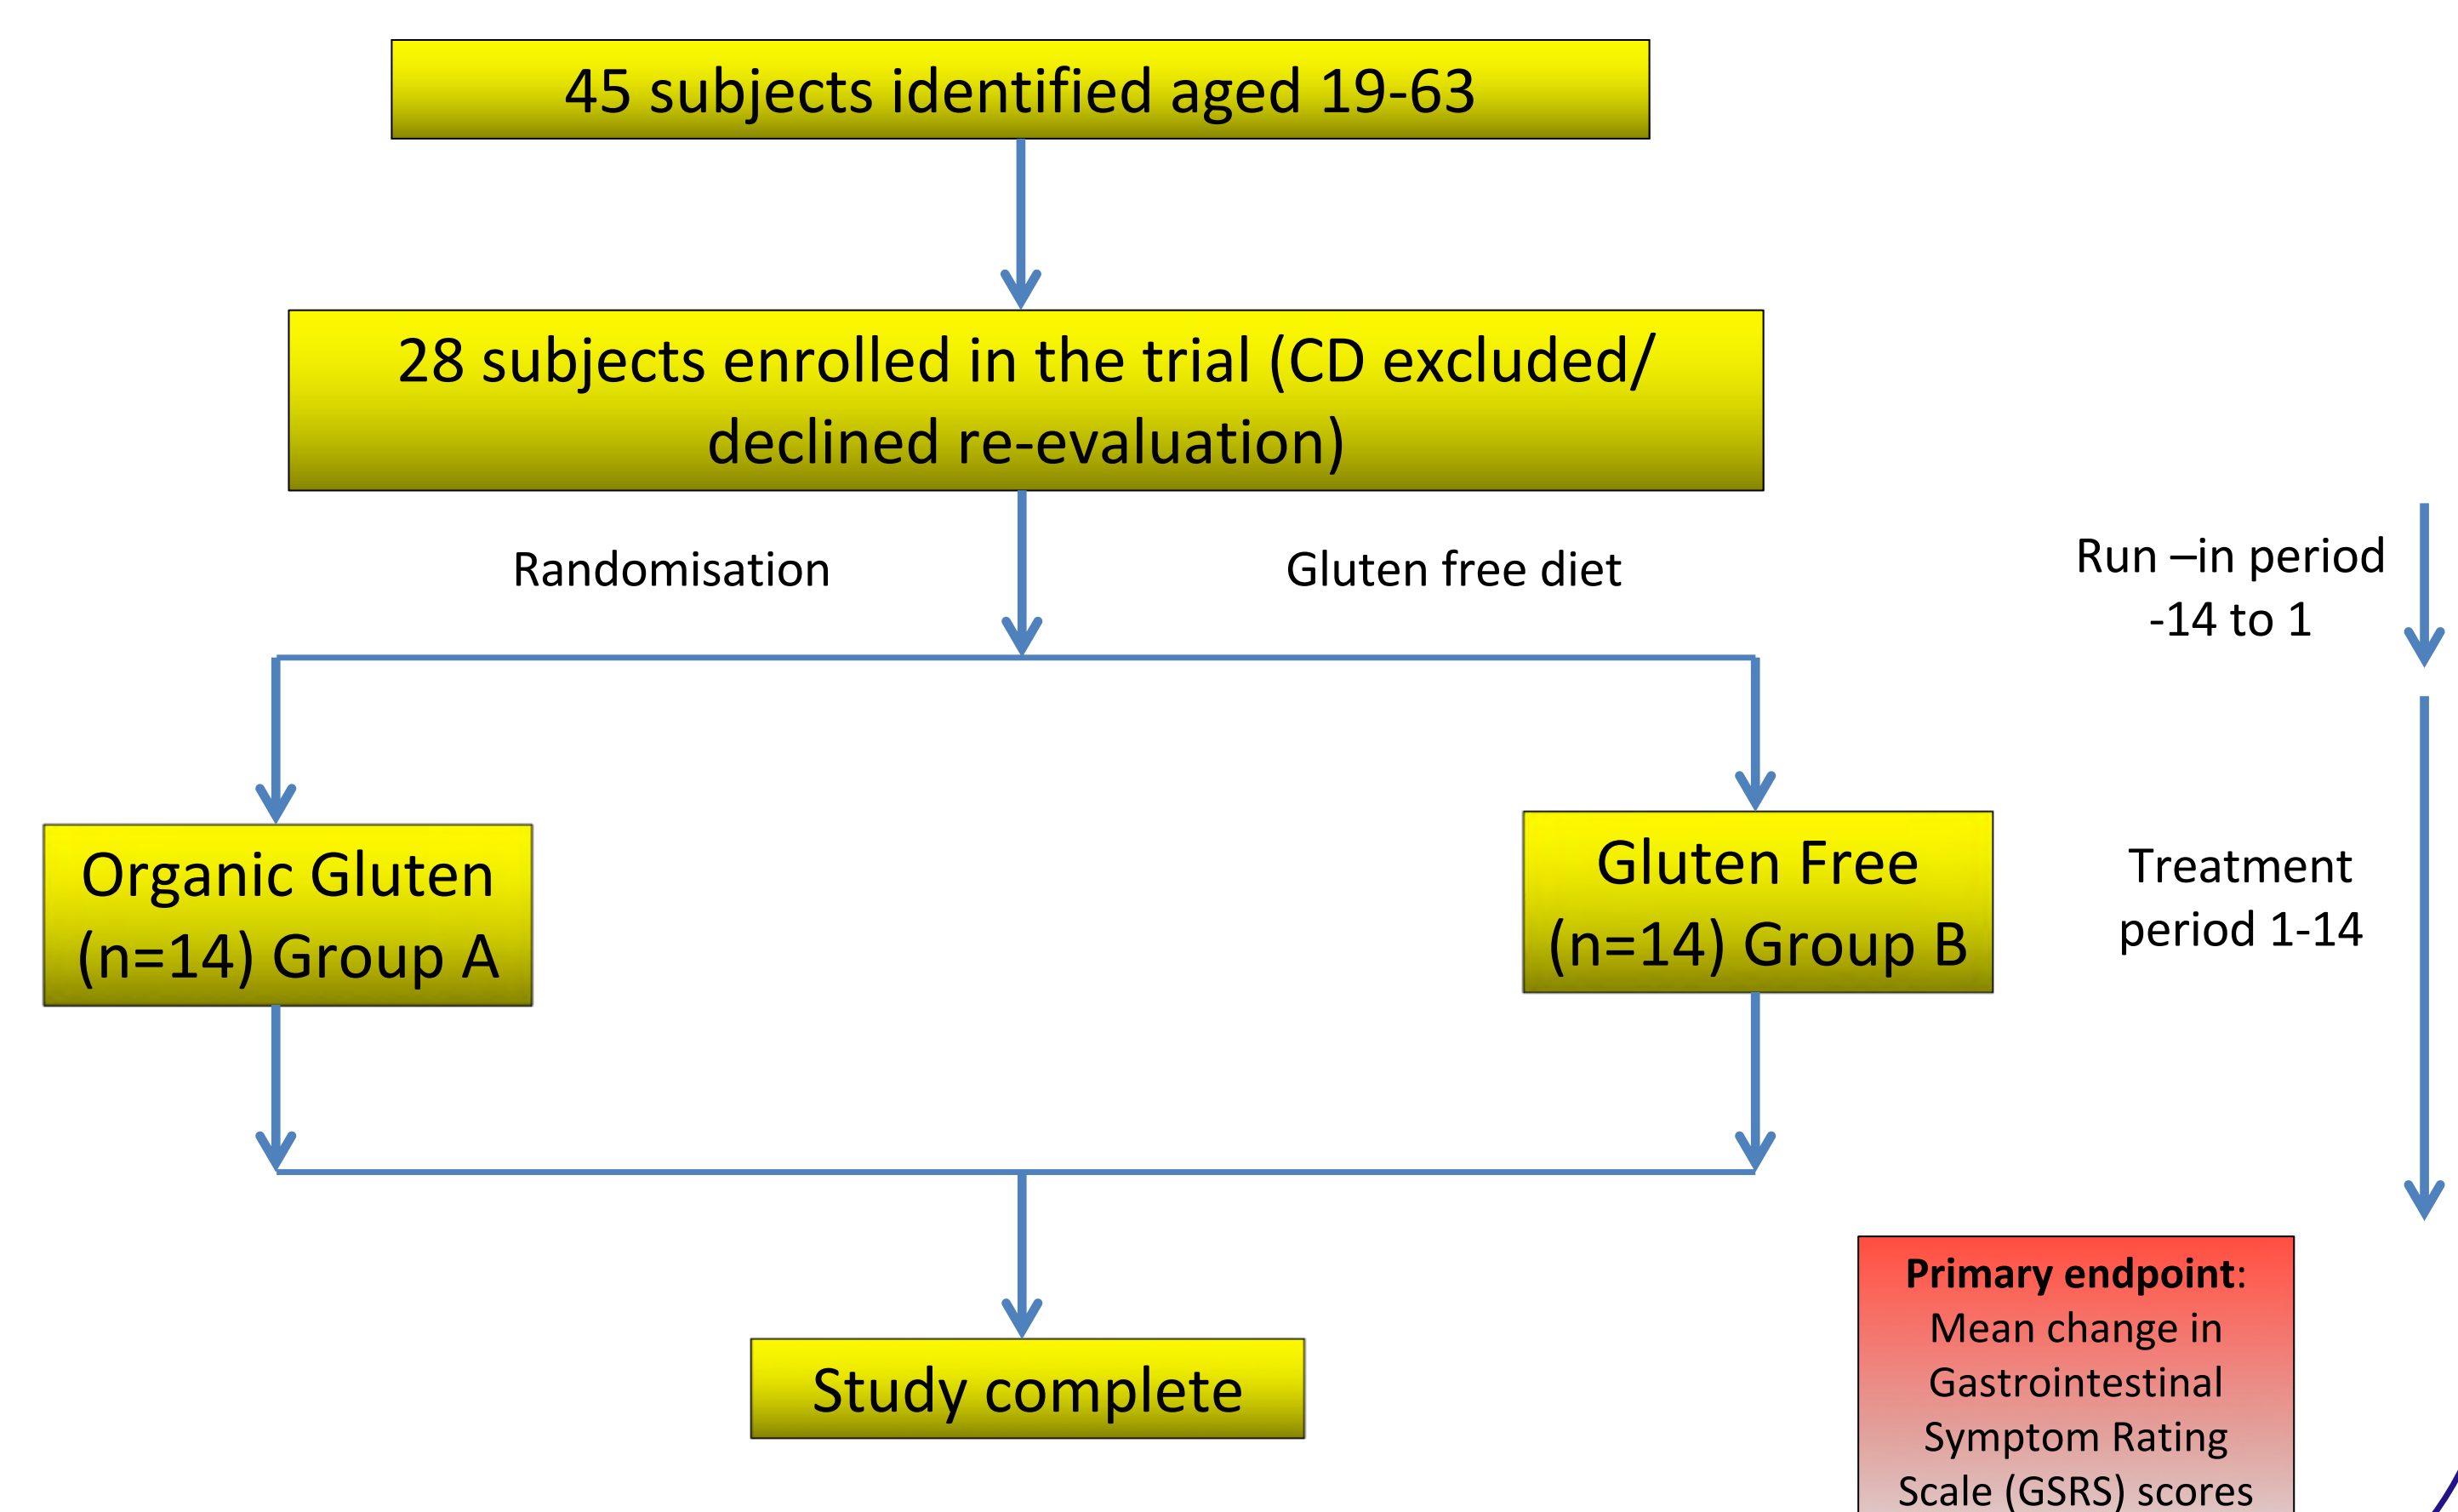 45 subjects identified aged 19-63
28 subjects enrolled in the trial (CD excluded/
declined re-evaluation)
Randomisation
Gluten free diet
Run –in period
-14 to 1
Organic Gluten
(n=14) Group A
Gluten Free
(n=14) Group B
Treatment
period 1-14
Study complete
Primary endpoint:
Mean change in
Gastrointestinal
Symptom Rating
Scale (GSRS) scores